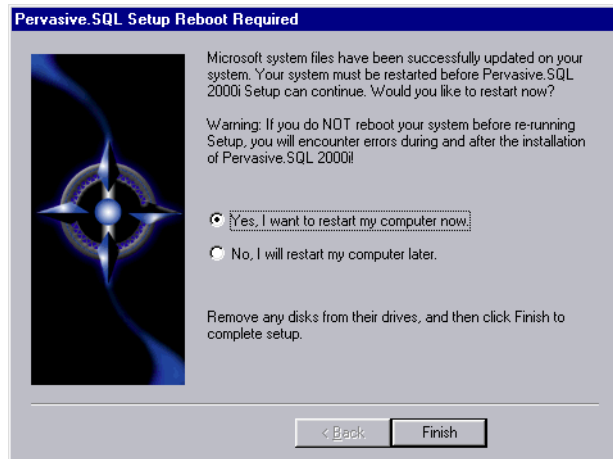 Pervasive.SQL Setup Reboot Required
Microsoft system files have been successfully updated on your
system. Your system must be restarted before Pervasive.SQL
2000i Setup can continue. Would you like to restart now?
Warning: If you do NOT reboot your system before re-running
Setup, you will encounter errors during and after the installation
of Pervasive.SQL 2000i!
Yes, I want to restart my computer now.
No, I will restart my computer later.
Remove any disks from their drives, and then click Finish to
complete setup.
< Back
Finish